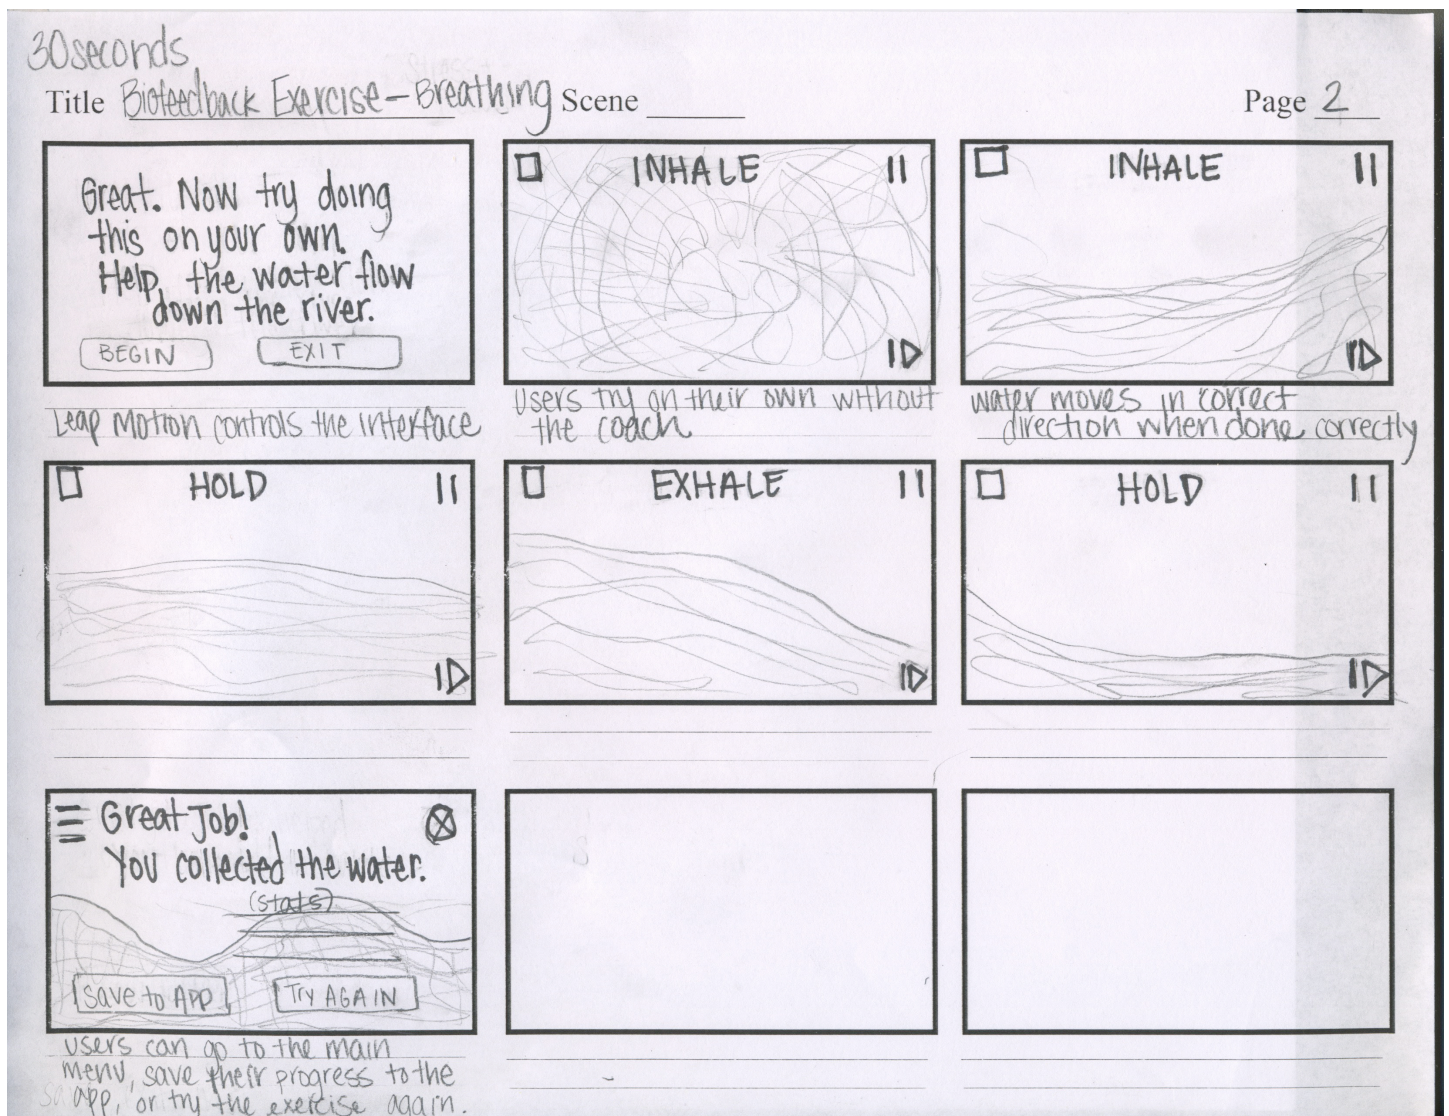 30 seconds
Title Biofeedback Exercise - Breathing Scene Page 2
Great. Now try doing
this on your own.
Help the water flow
down the river.
BEGIN EXIT
Leap Motion controls the interface
INHALE
Users try on their own without
the coach
INHALE
water moves in correct
direction when done correctly
HOLD
EXHALE
HOLD
Great Job!
You collected the water.
(stats)
Save to App Try AGAIN
users can go to the main
menu, save their progress to the
app, or try the exercise again.